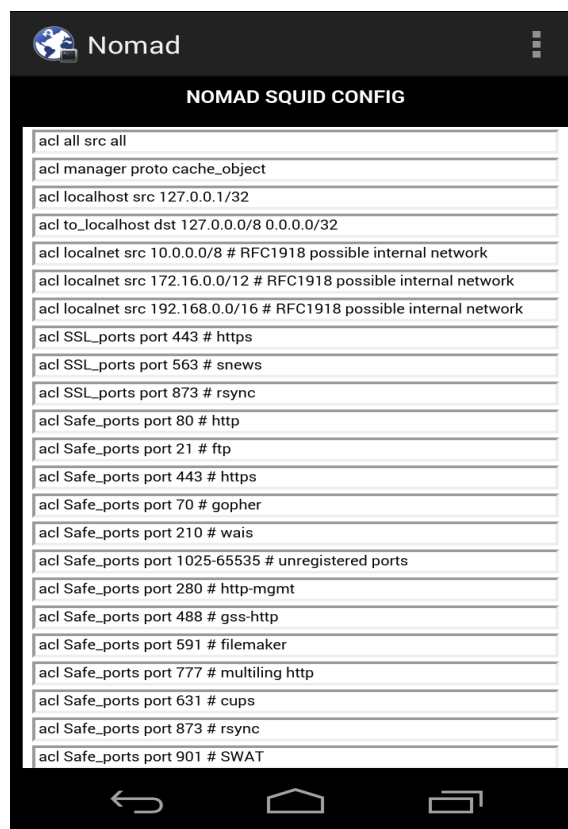 Nomad
NOMAD SQUID CONFIG
acl all src all
acl manager proto cache_object
acl localhost src 127.0.0.1/32
acl to_localhost dst 127.0.0.0/8 0.0.0.0/32
acl localnet src 10.0.0.0/8 # RFC1918 possible internal network
acl localnet src 172.16.0.0/12 # RFC1918 possible internal network
acl localnet src 192.168.0.0/16 # RFC1918 possible internal network
acl SSL_ports port 443 # https
acl SSL_ports port 563 # snews
acl SSL_ports port 873 # rsync
acl Safe_ports port 80 # http
acl Safe_ports port 21 # ftp
acl Safe_ports port 443 # https
acl Safe_ports port 70 # gopher
acl Safe_ports port 210 # wais
acl Safe_ports port 1025-65535 # unregistered ports
acl Safe_ports port 280 # http-mgmt
acl Safe_ports port 488 # gss-http
acl Safe_ports port 591 # filemaker
acl Safe_ports port 777 # multiling http
acl Safe_ports port 631 # cups
acl Safe_ports port 873 # rsync
acl Safe_ports port 901 # SWAT